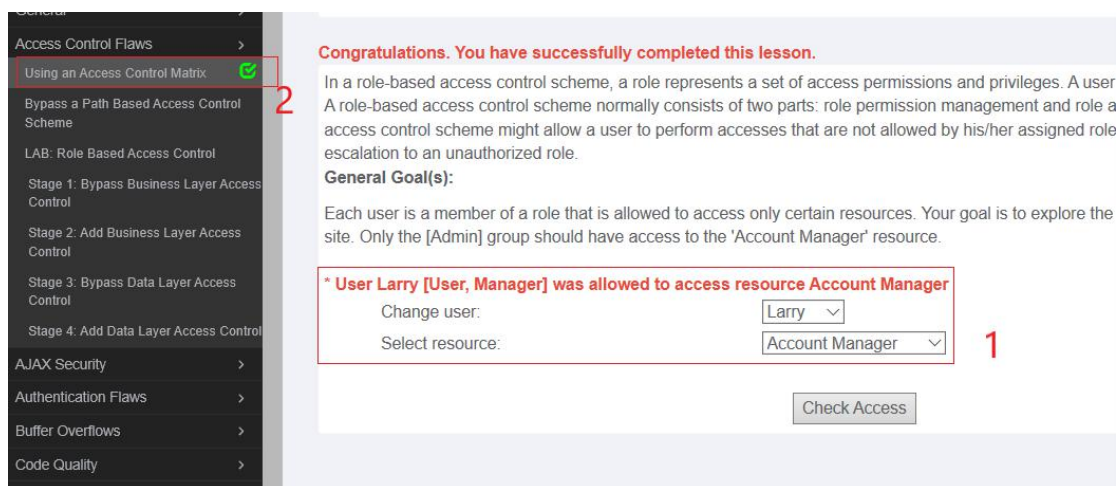 General
Access Control Flaws
Using an Access Control Matrix
2
Bypass a Path Based Access Control
Scheme
LAB: Role Based Access Control
Stage 1: Bypass Business Layer Access
Control
Stage 2: Add Business Layer Access
Control
Stage 3: Bypass Data Layer Access
Control
Stage 4: Add Data Layer Access Control
AJAX Security
Authentication Flaws
Buffer Overflows
Code Quality
Congratulations. You have successfully completed this lesson.
In a role-based access control scheme, a role represents a set of access permissions and privileges. A user
A role-based access control scheme normally consists of two parts: role permission management and role a
access control scheme might allow a user to perform accesses that are not allowed by his/her assigned role
escalation to an unauthorized role.
General Goal(s):
Each user is a member of a role that is allowed to access only certain resources. Your goal is to explore the
site. Only the [Admin] group should have access to the 'Account Manager' resource.
* User Larry [User, Manager] was allowed to access resource Account Manager
Change user: Larry
Select resource: Account Manager
1
Check Access